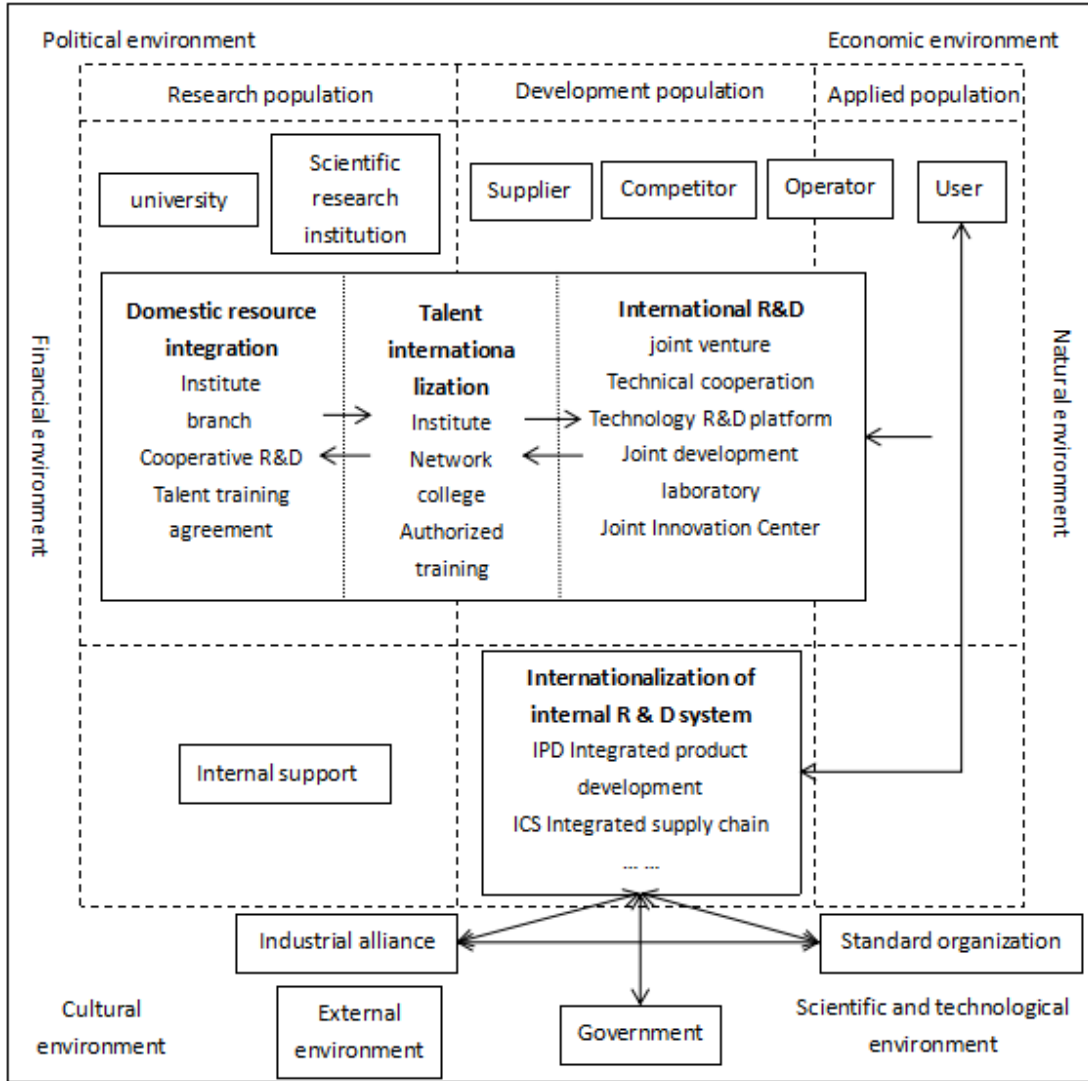 Political environment
Economic environment
Research population
Development population
Applied population
university
Scientific
research
institution
Supplier
Competitor
Operator
User
Financial environment
Domestic resource
integration
Institute
branch
Cooperative R&D
Talent training
agreement
Talent
internationa
lization
Institute
Network
college
Authorized
training
International R&D
joint venture
Technical cooperation
Technology R&D platform
Joint development
laboratory
Joint Innovation Center
Natural environment
Internal support
Internationalization of
internal R & D system
IPD Integrated product
development
ICS Integrated supply chain
... ...
Industrial alliance
Standard organization
Cultural
environment
External
environment
Government
Scientific and technological
environment